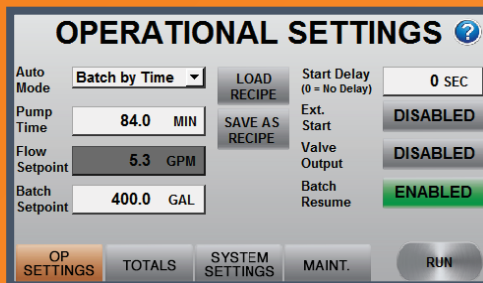 OPERATIONAL SETTINGS ?
Auto
Mode
Batch by Time
LOAD
RECIPE
Start Delay
(0 = No Delay)
0 SEC
Pump
Time
84.0 MIN
SAVE AS
RECIPE
Ext.
Start
DISABLED
Flow
Setpoint
5.3 GPM
Valve
Output
DISABLED
Batch
Setpoint
400.0 GAL
Batch
Resume
ENABLED
OP
SETTINGS
TOTALS
SYSTEM
SETTINGS
MAINT.
RUN